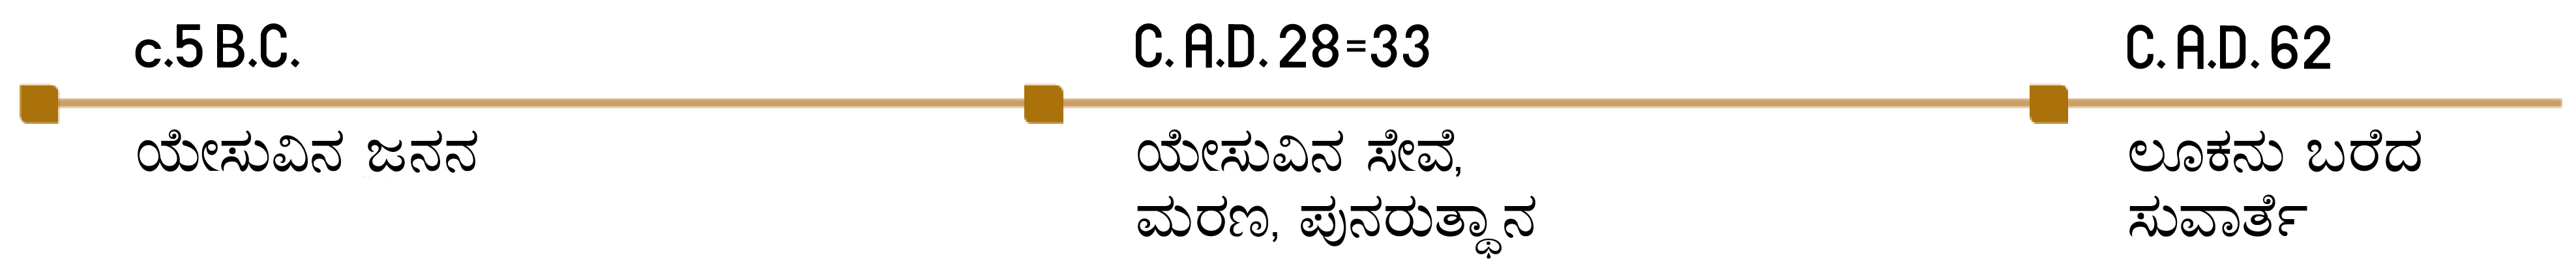 c.5 B.C.
ಯೇಸುವಿನ ಜನನ
C. A.D. 28=33
ಯೇಸುವಿನ ಸೇವೆ,
ಮರಣ, ಪುನರುತ್ಥಾನ
C. A.D. 62
ಲೂಕನು ಬರೆದ
ಸುವಾರ್ತೆ